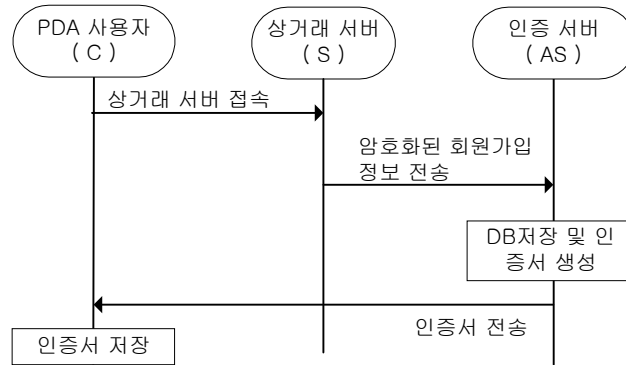 PDA 사용자
( C )
상거래 서버
( S )
인증 서버
( AS )
상거래 서버 접속
암호화된 회원가입
정보 전송
DB저장 및 인
증서 생성
인증서 전송
인증서 저장